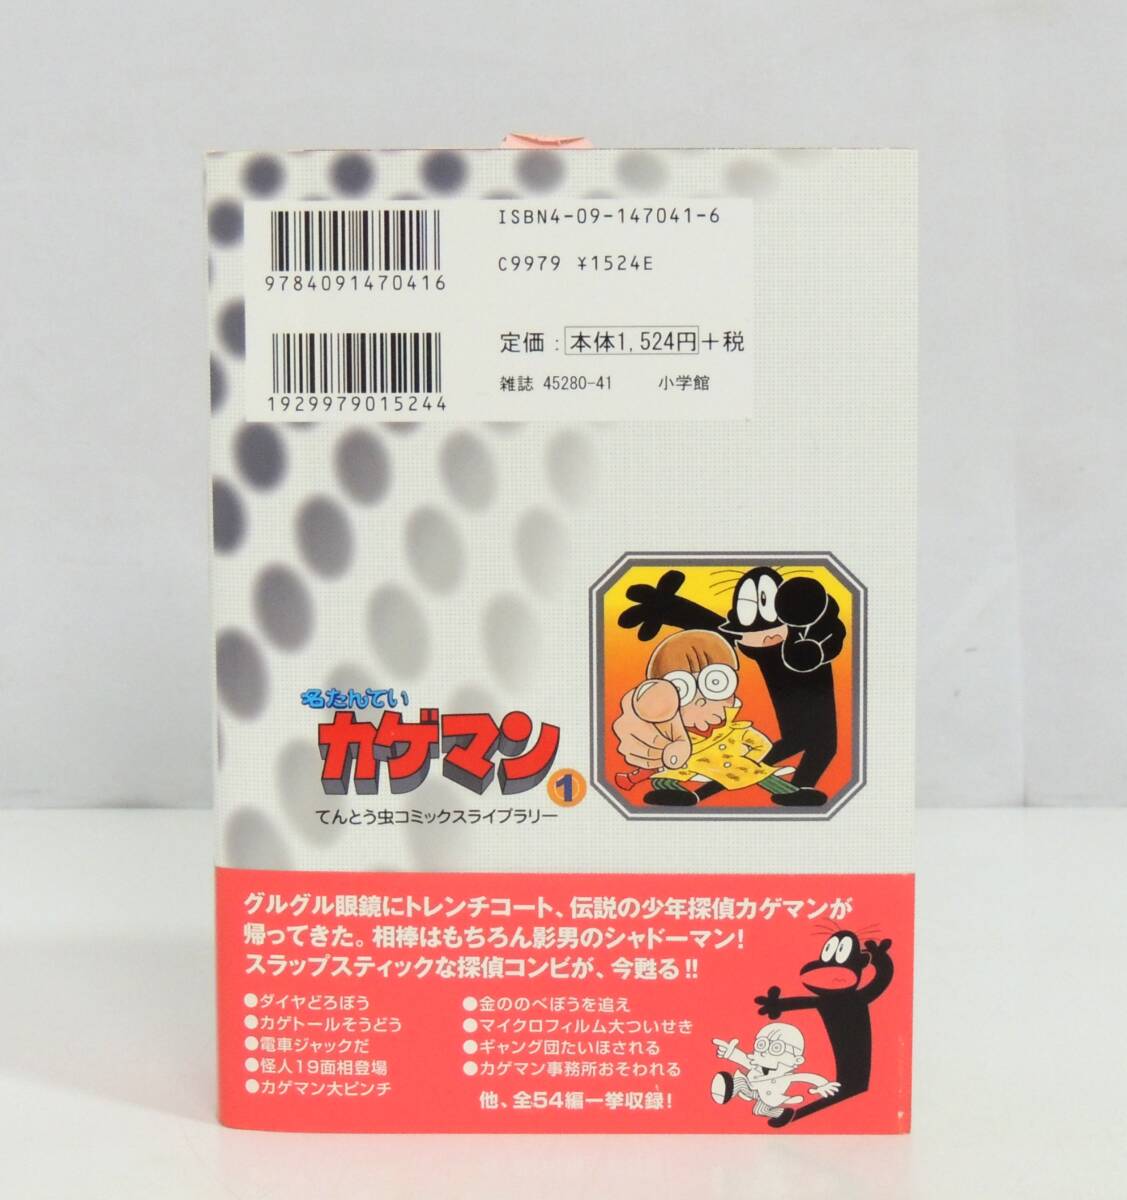 ISBN4-09-147041-6
C9979 ¥1524E
9784091470416
定価：本体1,524円＋税
雑誌 45280-41 小学館
1929979015244
名たんてい
カゲマン
1
てんとう虫コミックスライブラリー
グルグル眼鏡にトレンチコート、伝説の少年探偵カゲマンが
帰ってきた。相棒はもちろん影男のシャドーマン！
スラップスティックな探偵コンビが、今甦る!!
●ダイヤどろぼう
●カゲトールそうどう
●電車ジャックだ
●怪人19面相登場
●カゲマン大ピンチ
●金ののべぼうを追え
●マイクロフィルム大ついせき
●ギャング団たいほされる
●カゲマン事務所おそわれる
他、全54編一挙収録！